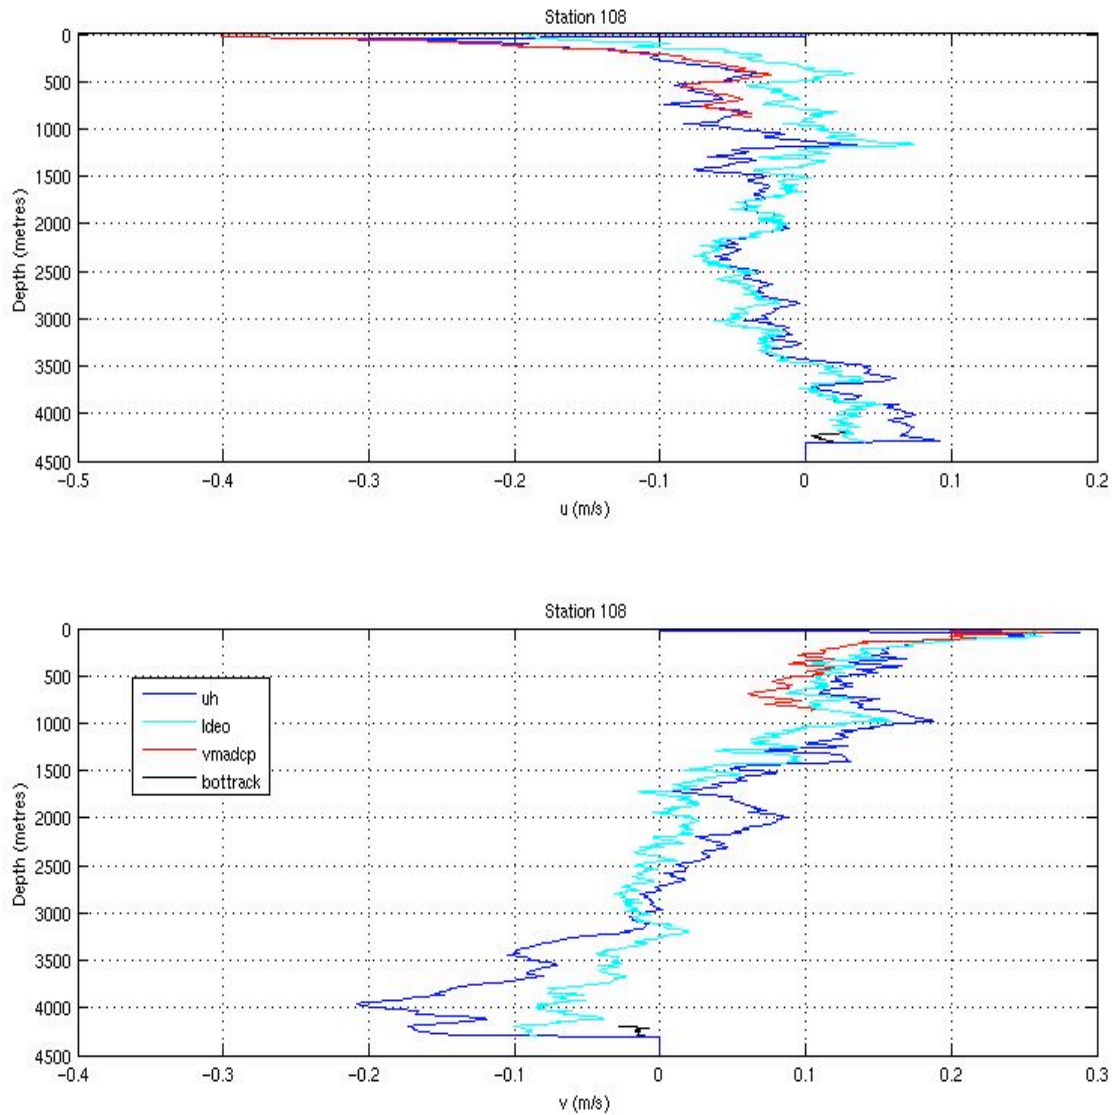 Station 108
0
500
1000
1500
2000
2500
3000
3500
4000
4500
Depth (metres)
−0.5 −0.4 −0.3 −0.2 −0.1 0 0.1 0.2
u (m/s)
Station 108
0
500
1000
1500
2000
2500
3000
3500
4000
4500
Depth (metres)
uh
ldeo
vmadcp
bottrack
−0.4 −0.3 −0.2 −0.1 0 0.1 0.2 0.3
v (m/s)